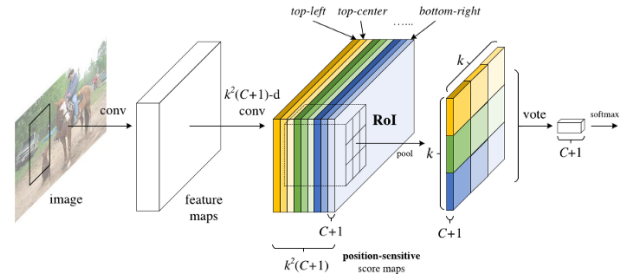 top-left top-center ...... bottom-right
k
k²(C+1)-d
conv
conv
RoI
vote
softmax
pool
k
C+1
image
feature
maps
C+1
C+1
k²(C+1)
position-sensitive
score maps